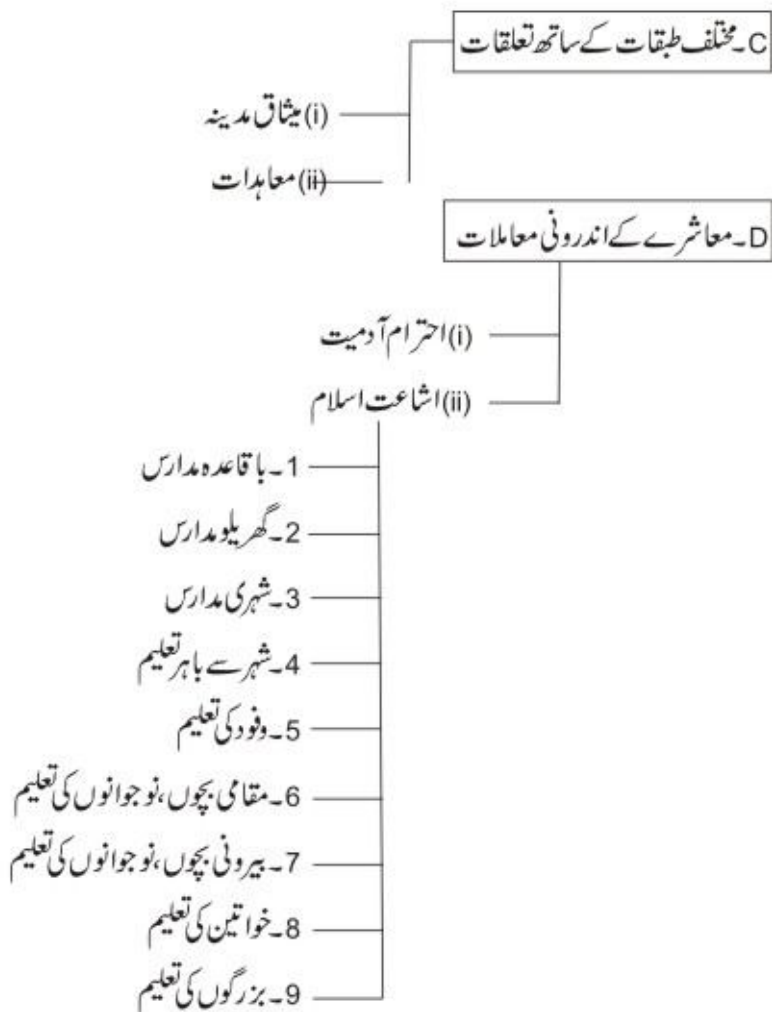 C۔مختلف طبقات کے ساتھ تعلقات
(i) میثاق مدینہ
(ii) معاہدات
D۔معاشرے کے اندرونی معاملات
(i) احترام آدمیت
(ii) اشاعت اسلام
1۔ باقاعدہ مدارس
2۔ گھریلو مدارس
3۔ شہری مدارس
4۔ شہر سے باہر تعلیم
5۔ وفود کی تعلیم
6۔ مقامی بچوں، نوجوانوں کی تعلیم
7۔ بیرونی بچوں، نوجوانوں کی تعلیم
8۔ خواتین کی تعلیم
9۔ بزرگوں کی تعلیم